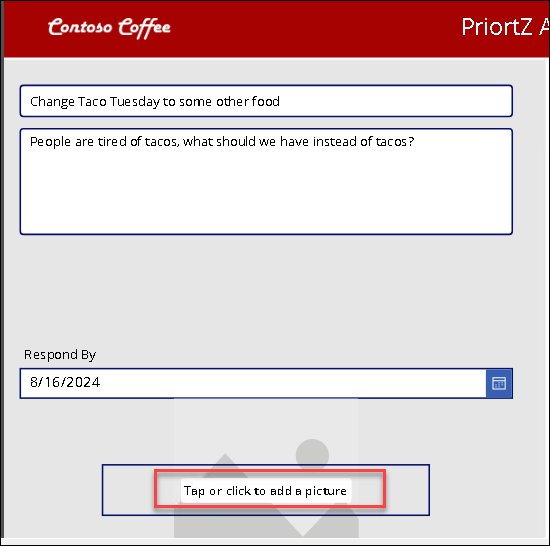 Contoso Coffee
PriortZ A
Change Taco Tuesday to some other food
People are tired of tacos, what should we have instead of tacos?
Respond By
8/16/2024
Tap or click to add a picture